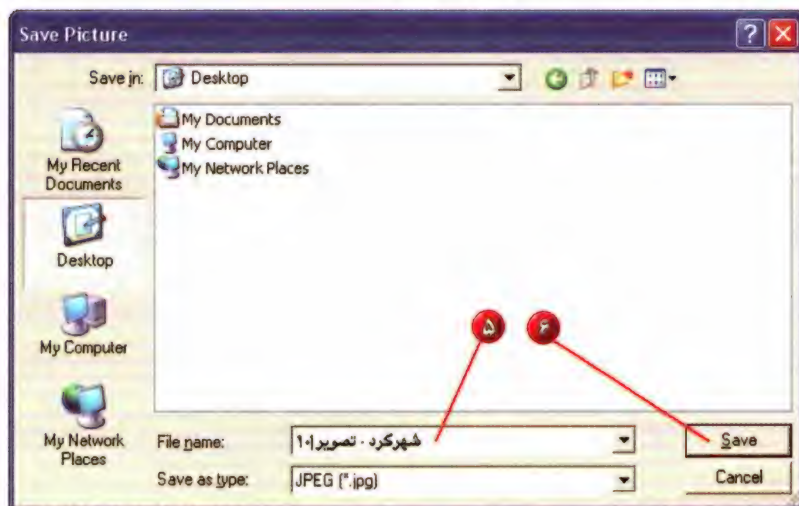 Save Picture
Save in: Desktop
My Documents
My Computer
My Network Places
My Recent
Documents
Desktop
My Computer
My Network
Places
۵ ۶
File name: شهرگرد - تصویر۱۰ Save
Save as type: JPEG (*.jpg) Cancel